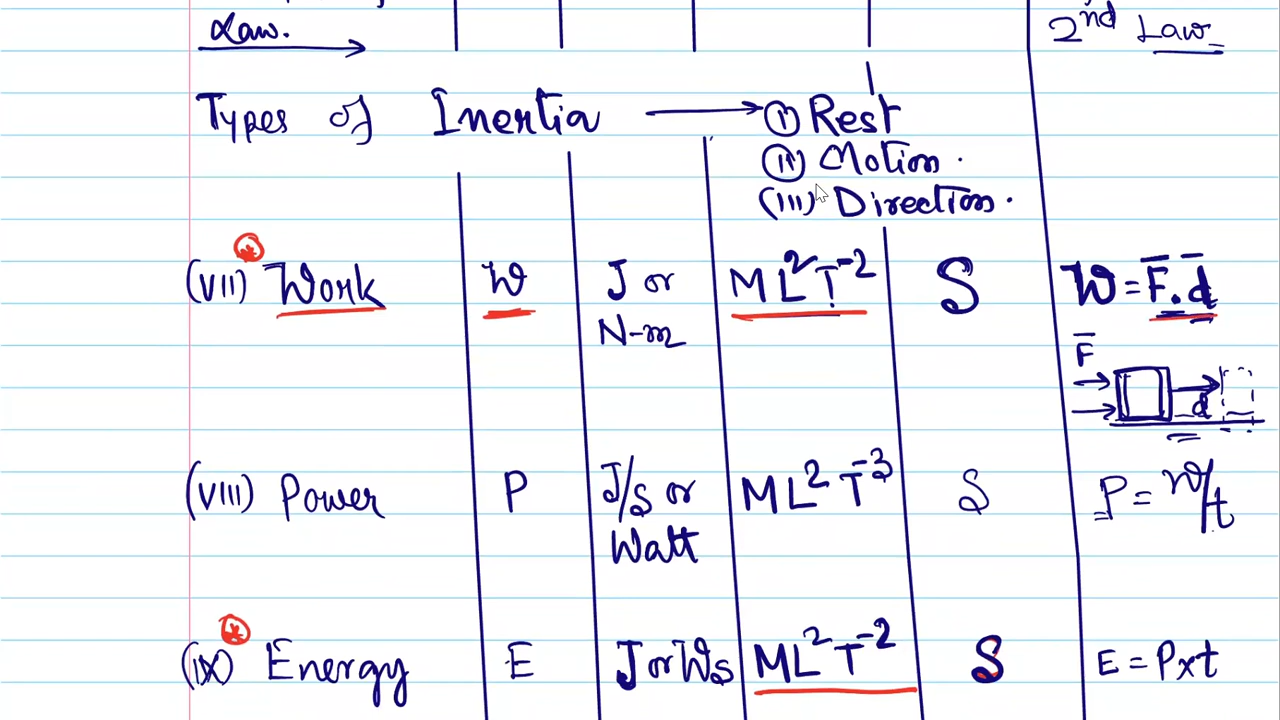 Law.
2nd Law
Types of Inertia → (i) Rest
(ii) Motion.
(iii) Direction.
(VII) Work W J or N-m ML²T⁻² S W = F̅.d̅
F̅
d
(VIII) Power P J/s or Watt ML²T⁻³ S P = W/t
(IX) Energy E J or Ws ML²T⁻² S E = P×t